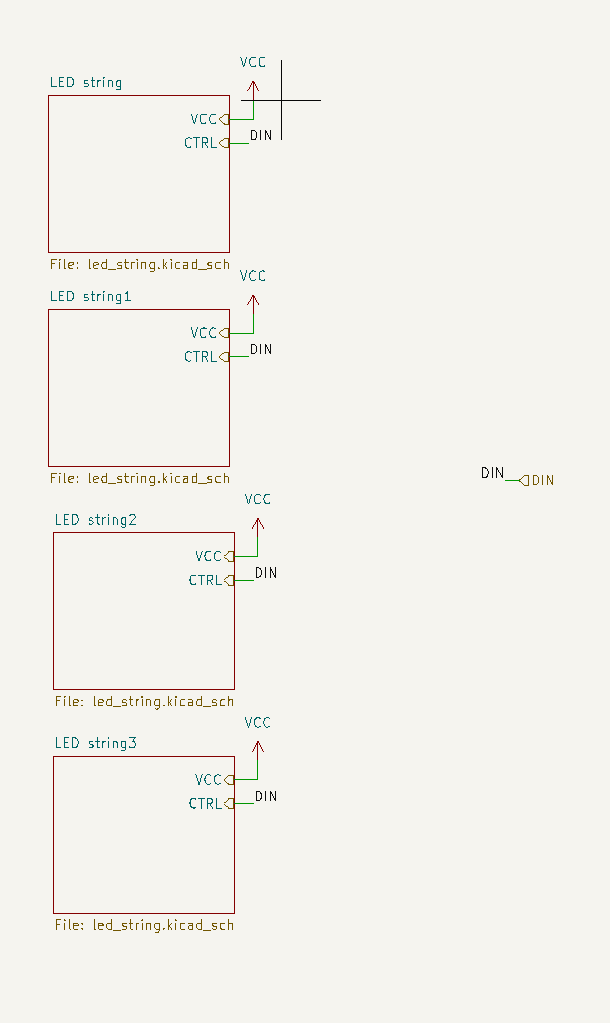 VCC
LED string
VCC
CTRL
DIN
File: led_string.kicad_sch
VCC
LED string1
VCC
CTRL
DIN
File: led_string.kicad_sch
DIN
DIN
VCC
LED string2
VCC
CTRL
DIN
File: led_string.kicad_sch
VCC
LED string3
VCC
CTRL
DIN
File: led_string.kicad_sch